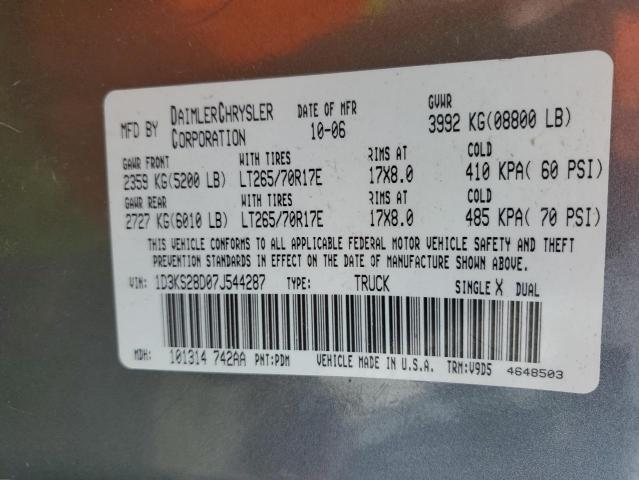 MFD BY DAIMLERCHRYSLER CORPORATION DATE OF MFR 10-06 GVWR 3992 KG(08800 LB)
GAWR FRONT WITH TIRES RIMS AT COLD
2359 KG(5200 LB) LT265/70R17E 17X8.0 410 KPA( 60 PSI)
GAWR REAR WITH TIRES RIMS AT COLD
2727 KG(6010 LB) LT265/70R17E 17X8.0 485 KPA( 70 PSI)
THIS VEHICLE CONFORMS TO ALL APPLICABLE FEDERAL MOTOR VEHICLE SAFETY AND THEFT
PREVENTION STANDARDS IN EFFECT ON THE DATE OF MANUFACTURE SHOWN ABOVE.
VIN: 1D3KS28D07J544287 TYPE: TRUCK SINGLE X DUAL
MDH: 101314 742AA PNT:PDM VEHICLE MADE IN U.S.A. TRM:V9D5 4648503